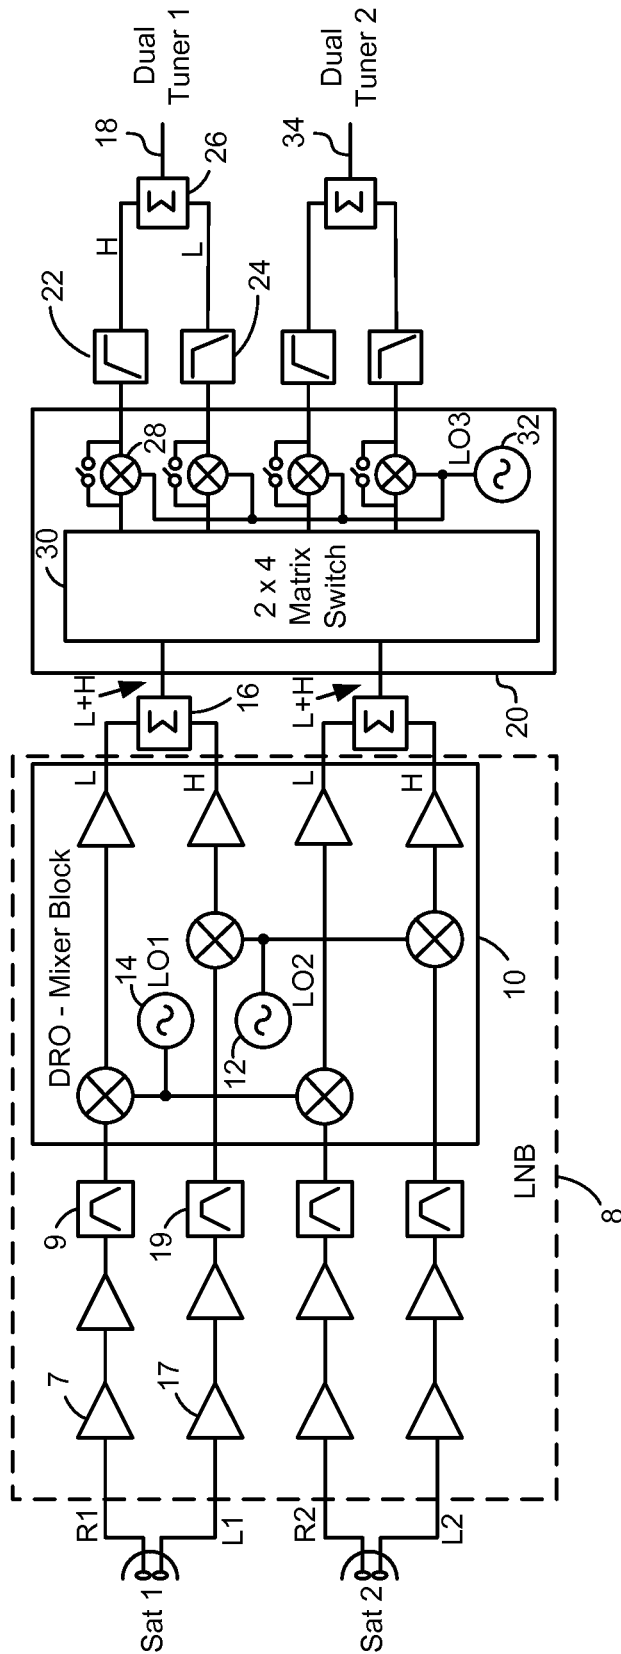 Sat 1
R1
L1
Sat 2
R2
L2
7
17
9
19
LNB
8
DRO - Mixer Block
14
LO1
12
LO2
10
L
H
L
H
L+H
16
L+H
20
30
2 x 4
Matrix
Switch
28
LO3
32
22
24
H
L
18
26
34
Dual
Tuner 1
Dual
Tuner 2
Σ
Σ
Σ
Σ